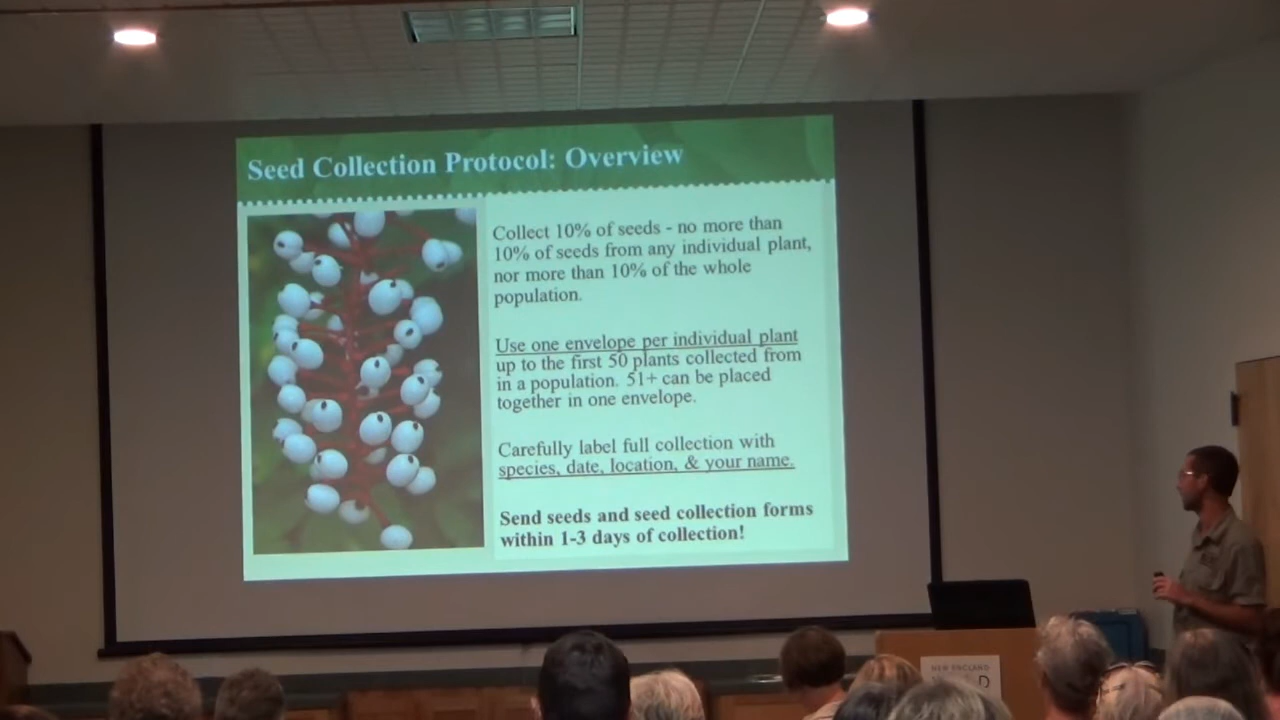 Seed Collection Protocol: Overview
Collect 10% of seeds - no more than
10% of seeds from any individual plant,
nor more than 10% of the whole
population.
Use one envelope per individual plant
up to the first 50 plants collected from
in a population. 51+ can be placed
together in one envelope.
Carefully label full collection with
species, date, location, & your name.
Send seeds and seed collection forms
within 1-3 days of collection!
NEW ENGLAND